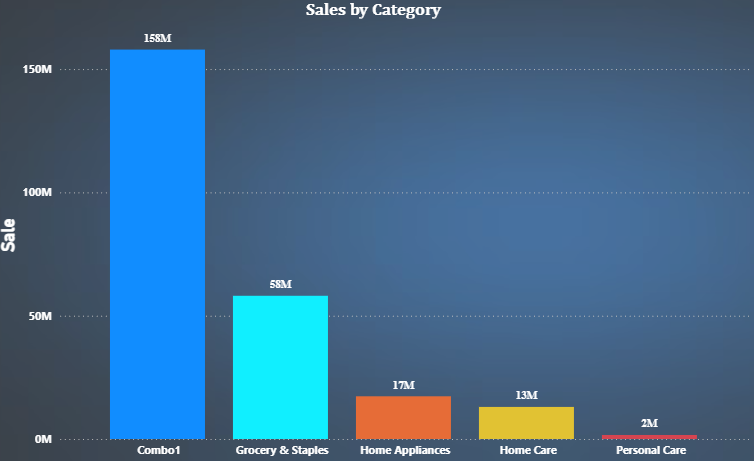 Sales by Category
158M
150M
100M
58M
50M
17M
13M
2M
0M
Sale
Combo1
Grocery & Staples
Home Appliances
Home Care
Personal Care